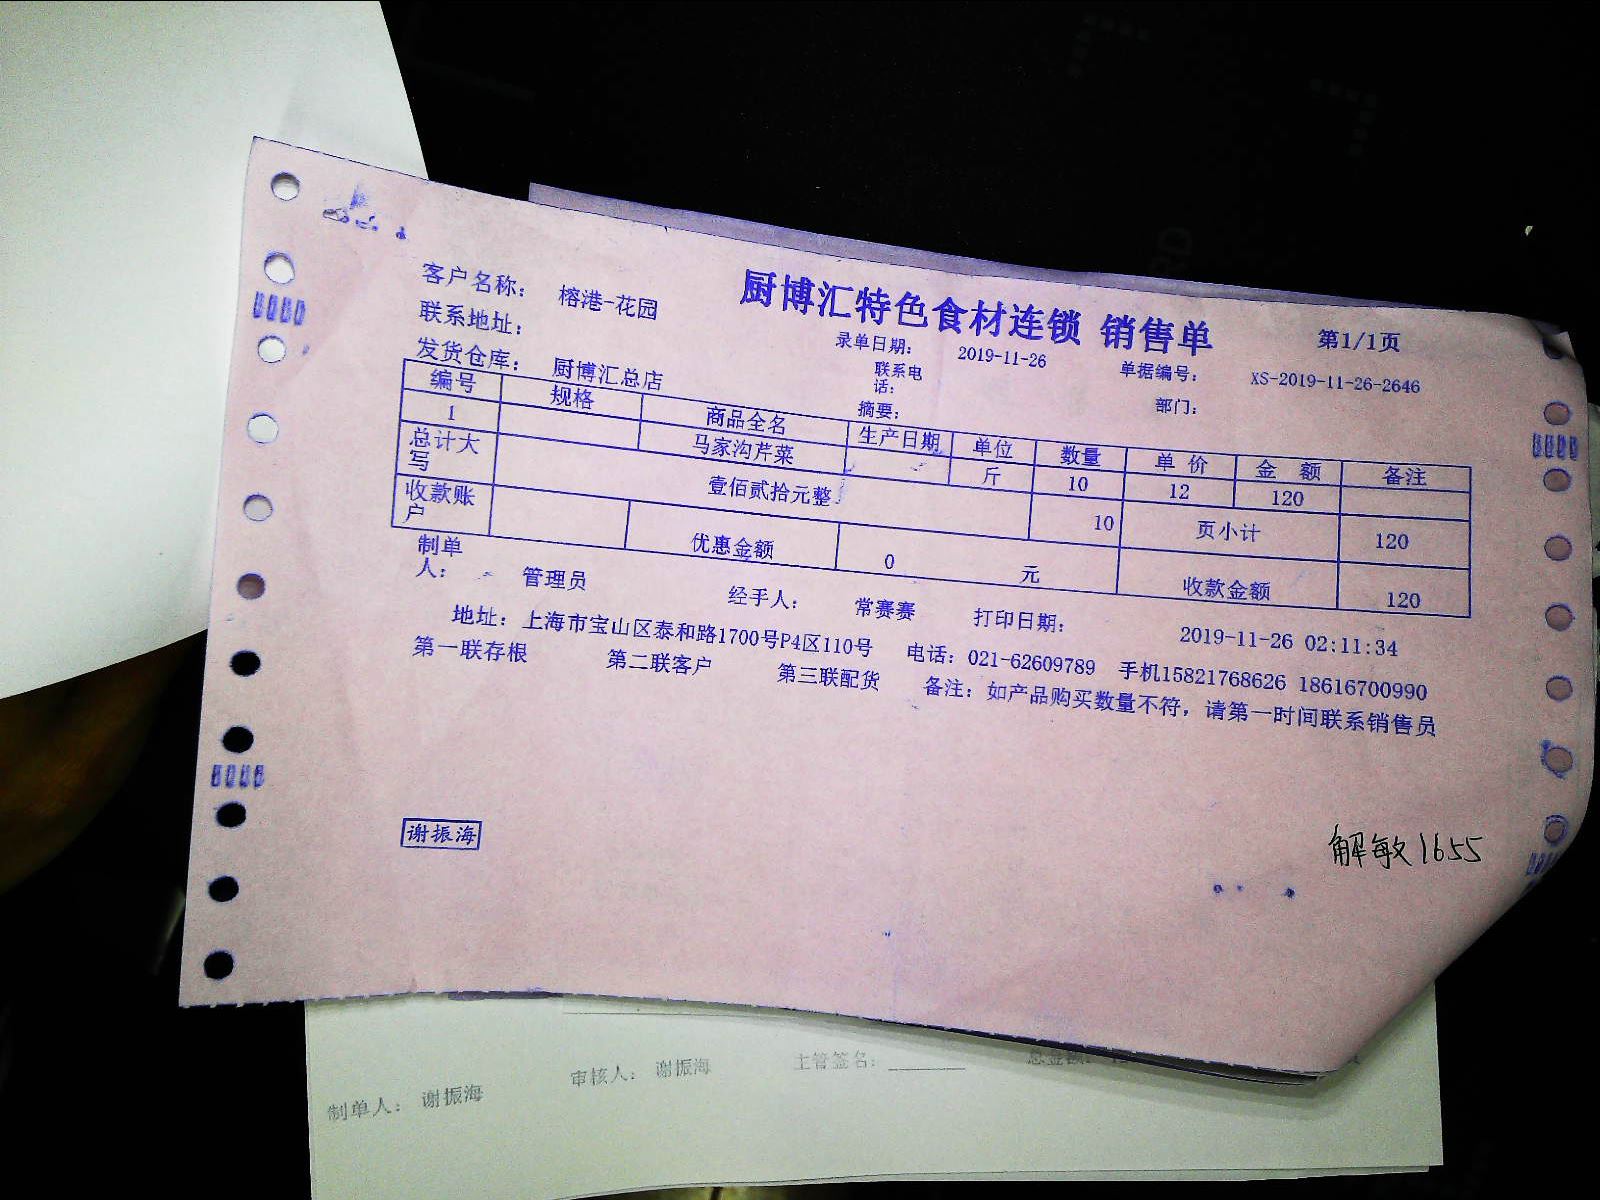 厨博汇特色食材连锁 销售单
第1/1页
客户名称： 榕港-花园
录单日期： 2019-11-26 单据编号： XS-2019-11-26-2646
联系地址：
联系电话： 部门：
发货仓库： 厨博汇总店 摘要：
编号 规格 商品全名 生产日期 单位 数量 单价 金额 备注
1 马家沟芹菜 斤 10 12 120
总计大写 壹佰贰拾元整 10 页小计 120
收款账户 优惠金额 0 元 收款金额 120
制单人： 管理员 经手人： 常赛赛 打印日期： 2019-11-26 02:11:34
地址：上海市宝山区泰和路1700号P4区110号 电话：021-62609789 手机15821768626 18616700990
第一联存根 第二联客户 第三联配货 备注：如产品购买数量不符，请第一时间联系销售员
谢振海
解敏1655
制单人： 谢振海 审核人： 谢振海 主管签名：